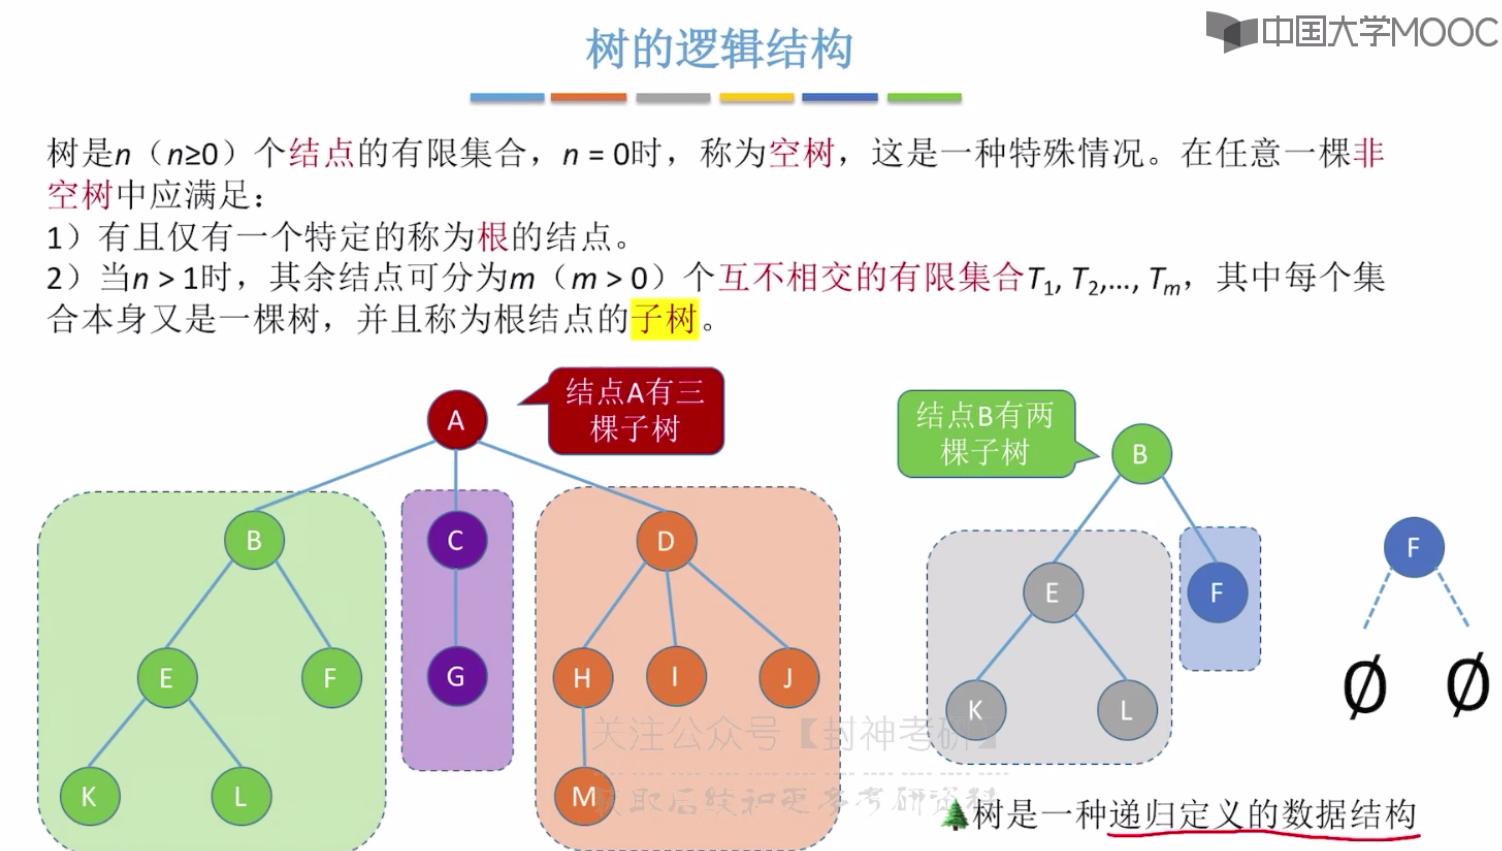 树的逻辑结构
中国大学MOOC
树是n（n≥0）个结点的有限集合，n = 0时，称为空树，这是一种特殊情况。在任意一棵非
空树中应满足：
1）有且仅有一个特定的称为根的结点。
2）当n > 1时，其余结点可分为m（m > 0）个互不相交的有限集合T1, T2,…, Tm，其中每个集
合本身又是一棵树，并且称为根结点的子树。
结点A有三
棵子树
A
B
C
D
E
F
G
H
I
J
K
L
M
结点B有两
棵子树
B
E
F
K
L
F
Ø Ø
关注公众号【封神考研】
获取后续和更多考研资料
树是一种递归定义的数据结构